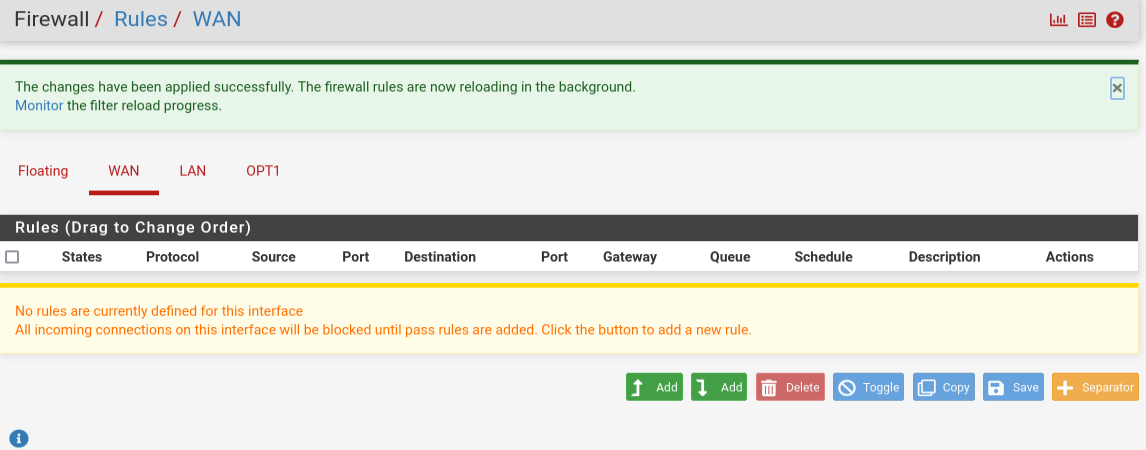 Firewall / Rules / WAN
The changes have been applied successfully. The firewall rules are now reloading in the background.
Monitor the filter reload progress.
Floating WAN LAN OPT1
Rules (Drag to Change Order)
States Protocol Source Port Destination Port Gateway Queue Schedule Description Actions
No rules are currently defined for this interface
All incoming connections on this interface will be blocked until pass rules are added. Click the button to add a new rule.
Add Add Delete Toggle Copy Save Separator